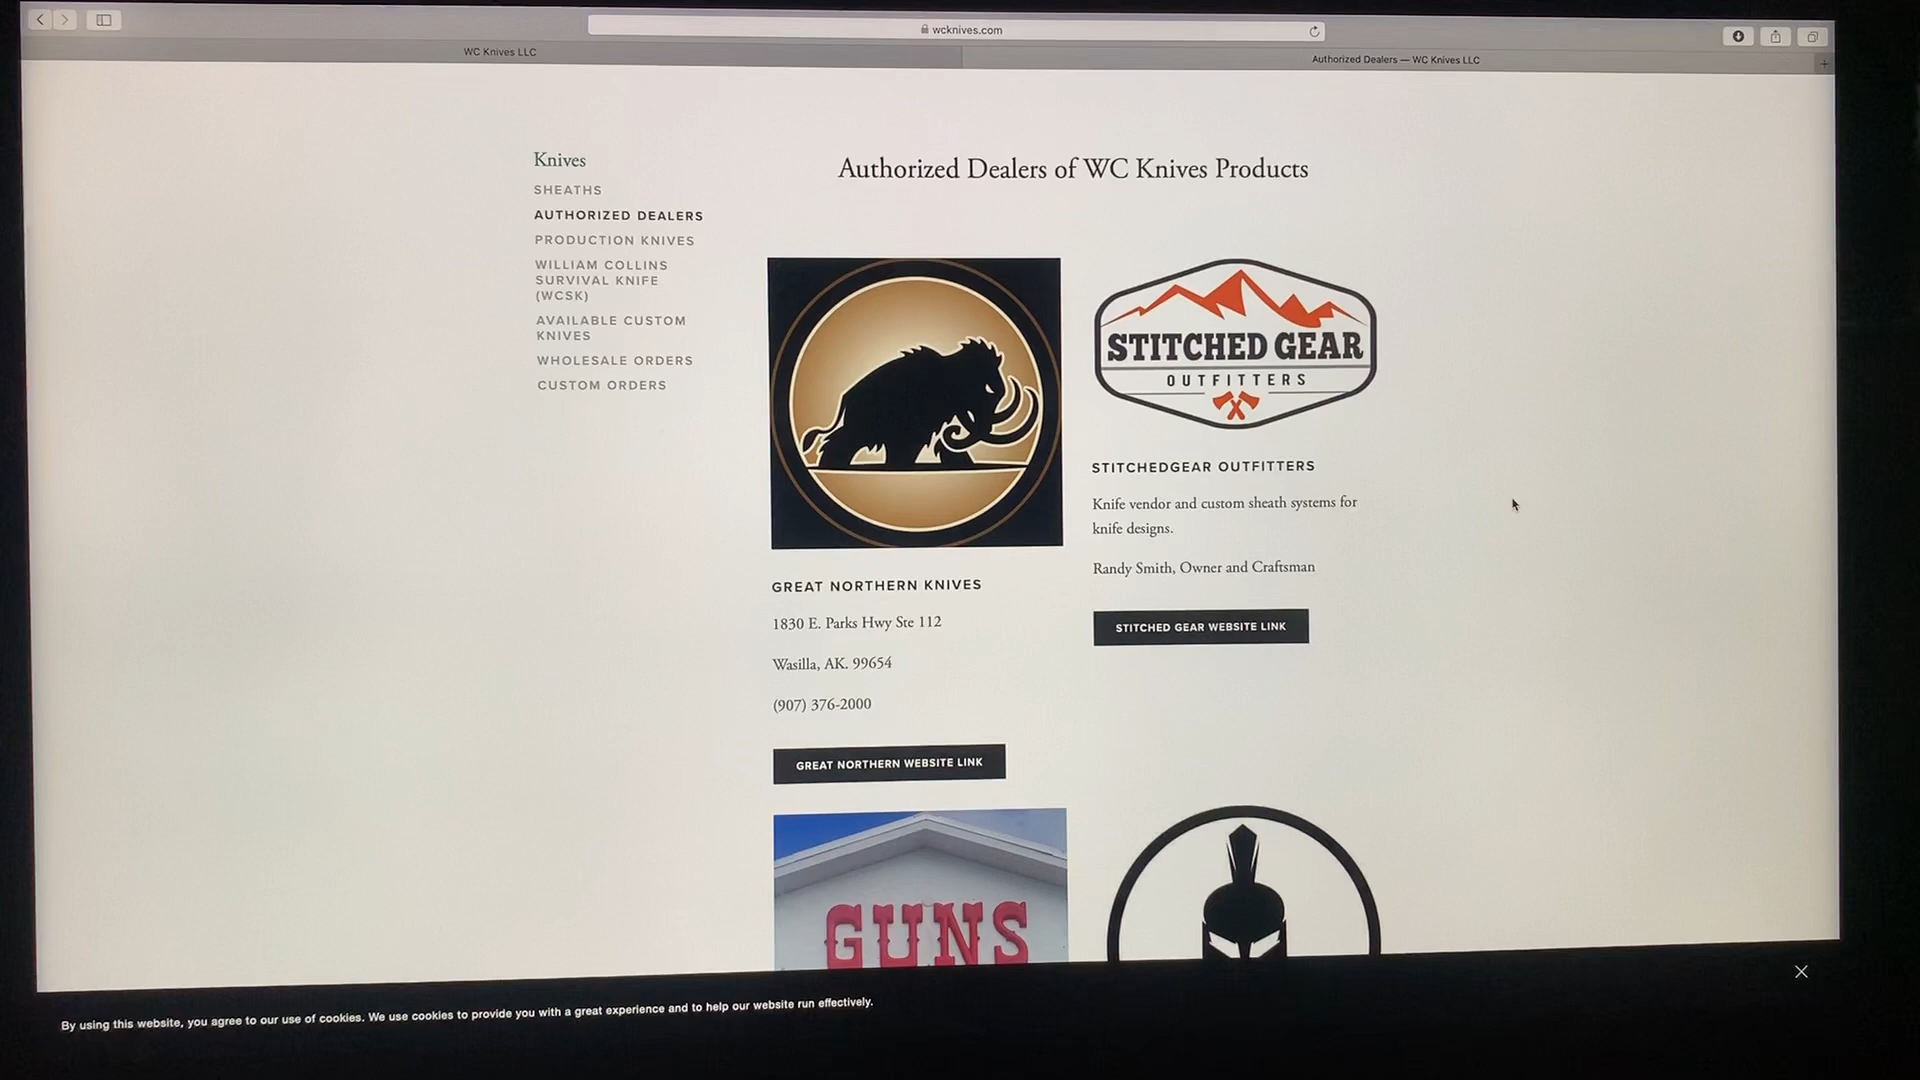 wcknives.com
WC Knives LLC
Authorized Dealers — WC Knives LLC
Knives
SHEATHS
AUTHORIZED DEALERS
PRODUCTION KNIVES
WILLIAM COLLINS
SURVIVAL KNIFE
(WCSK)
AVAILABLE CUSTOM
KNIVES
WHOLESALE ORDERS
CUSTOM ORDERS
Authorized Dealers of WC Knives Products
GREAT NORTHERN KNIVES
1830 E. Parks Hwy Ste 112
Wasilla, AK. 99654
(907) 376-2000
GREAT NORTHERN WEBSITE LINK
STITCHED GEAR
OUTFITTERS
STITCHEDGEAR OUTFITTERS
Knife vendor and custom sheath systems for
knife designs.
Randy Smith, Owner and Craftsman
STITCHED GEAR WEBSITE LINK
GUNS
By using this website, you agree to our use of cookies. We use cookies to provide you with a great experience and to help our website run effectively.